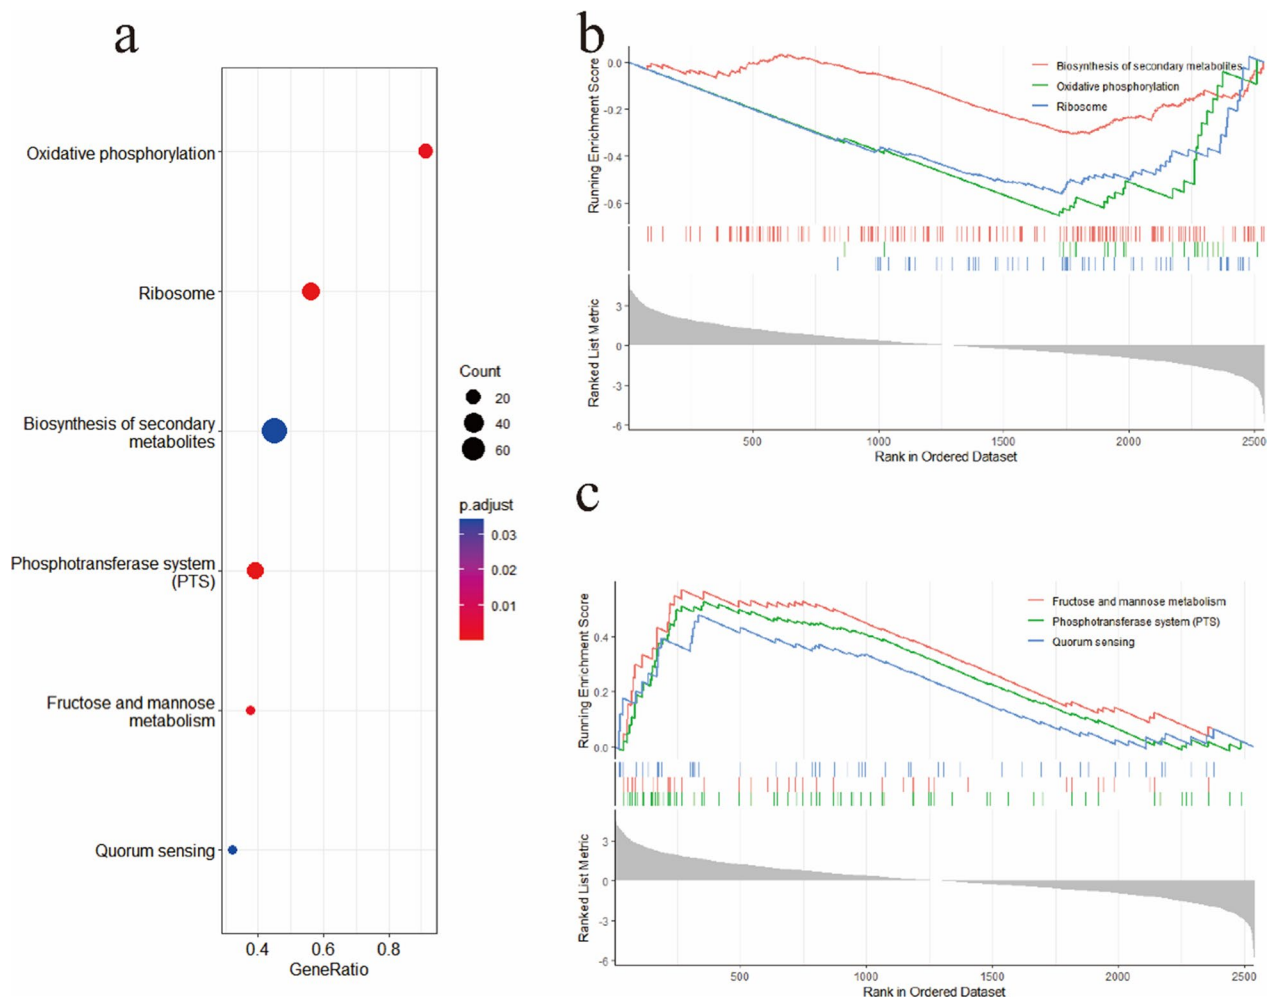 a
Oxidative phosphorylation
Ribosome
Biosynthesis of secondary
metabolites
Phosphotransferase system
(PTS)
Fructose and mannose
metabolism
Quorum sensing
0.4 0.6 0.8
GeneRatio
Count
20
40
60
p.adjust
0.03
0.02
0.01
b
Running Enrichment Score
0.0
-0.2
-0.4
-0.6
Biosynthesis of secondary metabolites
Oxidative phosphorylation
Ribosome
Ranked List Metric
3
0
-3
-6
500 1000 1500 2000 2500
Rank in Ordered Dataset
c
Running Enrichment Score
0.4
0.2
0.0
Fructose and mannose metabolism
Phosphotransferase system (PTS)
Quorum sensing
Ranked List Metric
3
0
-3
-6
500 1000 1500 2000 2500
Rank in Ordered Dataset